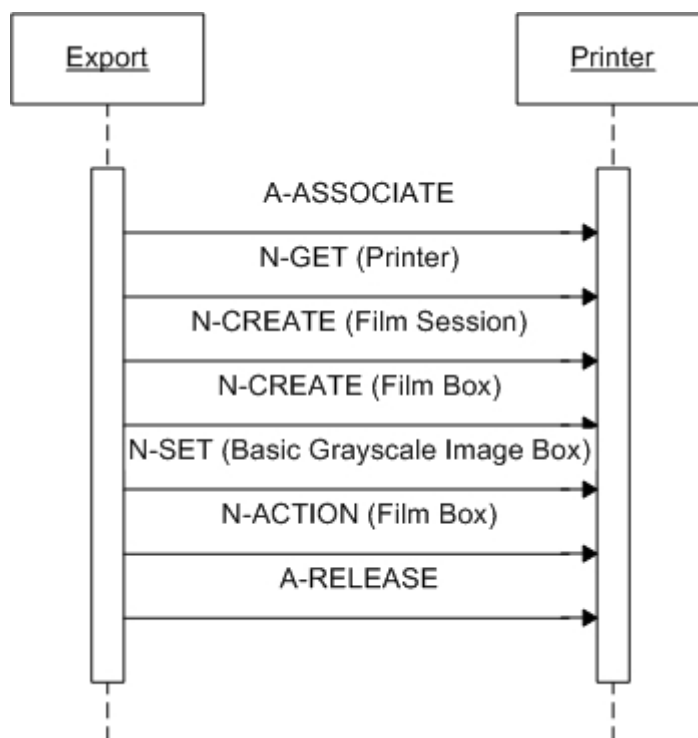 Export
Printer
A-ASSOCIATE
N-GET (Printer)
N-CREATE (Film Session)
N-CREATE (Film Box)
N-SET (Basic Grayscale Image Box)
N-ACTION (Film Box)
A-RELEASE